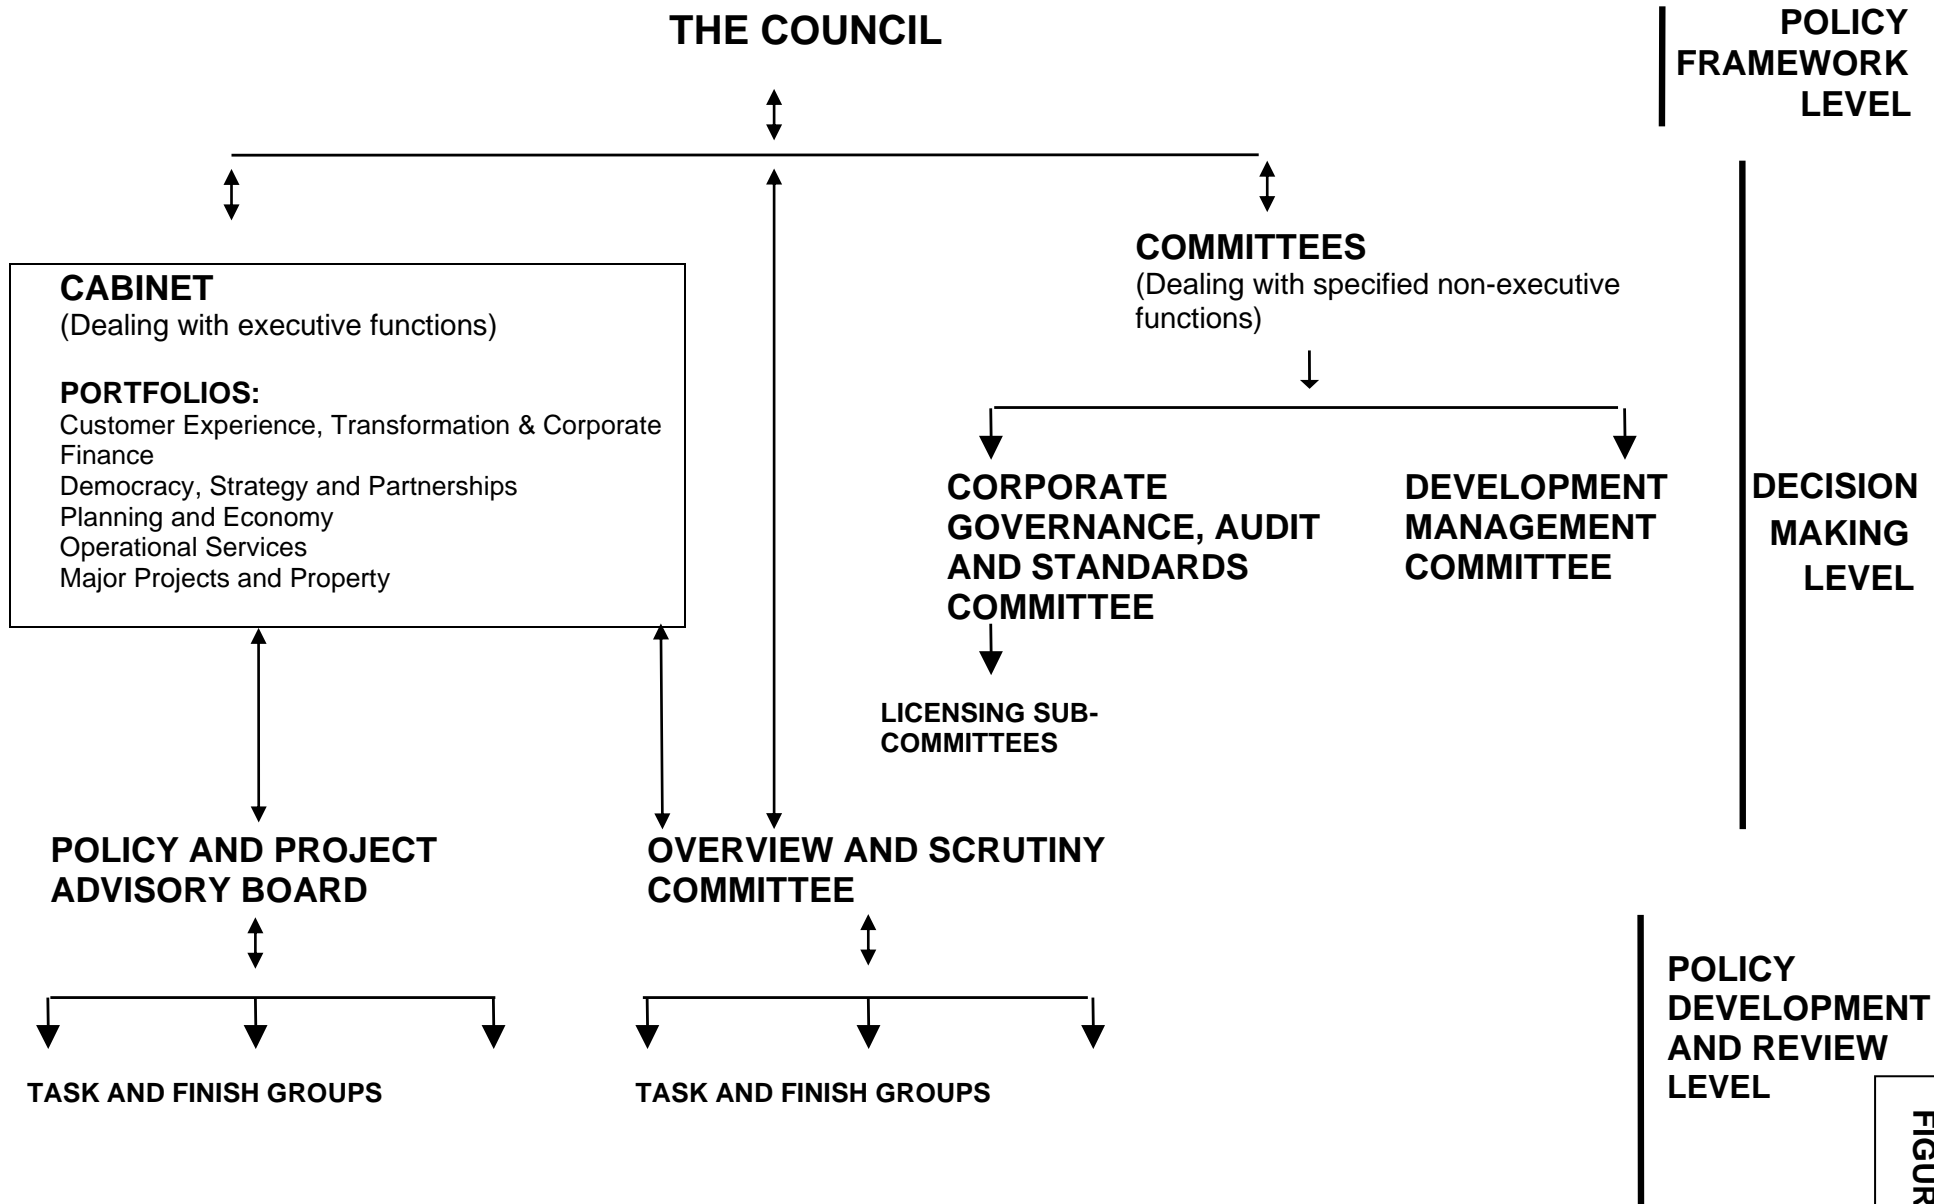 THE COUNCIL
POLICY
FRAMEWORK
LEVEL
CABINET
(Dealing with executive functions)
PORTFOLIOS:
Customer Experience, Transformation & Corporate
Finance
Democracy, Strategy and Partnerships
Planning and Economy
Operational Services
Major Projects and Property
COMMITTEES
(Dealing with specified non-executive
functions)
CORPORATE
GOVERNANCE, AUDIT
AND STANDARDS
COMMITTEE
DEVELOPMENT
MANAGEMENT
COMMITTEE
DECISION
MAKING
LEVEL
LICENSING SUB-
COMMITTEES
POLICY AND PROJECT
ADVISORY BOARD
OVERVIEW AND SCRUTINY
COMMITTEE
TASK AND FINISH GROUPS
TASK AND FINISH GROUPS
POLICY
DEVELOPMENT
AND REVIEW
LEVEL